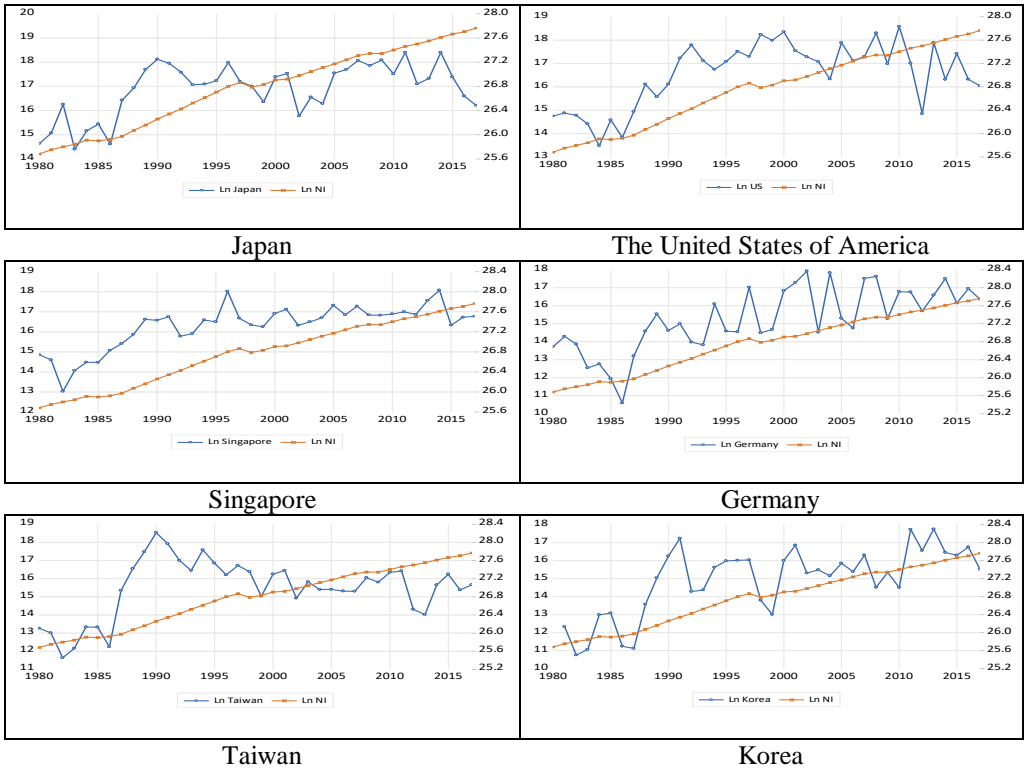 20 28.0
19 27.6
18 27.2
17 26.8
16 26.4
15 26.0
14 25.6
1980 1985 1990 1995 2000 2005 2010 2015
Ln Japan Ln NI
Japan
19 28.0
18 27.6
17 27.2
16 26.8
15 26.4
14 26.0
13 25.6
1980 1985 1990 1995 2000 2005 2010 2015
Ln US Ln NI
The United States of America
19 28.4
18 28.0
17 27.6
16 27.2
15 26.8
14 26.4
13 26.0
12 25.6
1980 1985 1990 1995 2000 2005 2010 2015
Ln Singapore Ln NI
Singapore
18 28.4
17 28.0
16 27.6
15 27.2
14 26.8
13 26.4
12 26.0
11 25.6
10 25.2
1980 1985 1990 1995 2000 2005 2010 2015
Ln Germany Ln NI
Germany
19 28.4
18 28.0
17 27.6
16 27.2
15 26.8
14 26.4
13 26.0
12 25.6
11 25.2
1980 1985 1990 1995 2000 2005 2010 2015
Ln Taiwan Ln NI
Taiwan
18 28.4
17 28.0
16 27.6
15 27.2
14 26.8
13 26.4
12 26.0
11 25.6
10 25.2
1980 1985 1990 1995 2000 2005 2010 2015
Ln Korea Ln NI
Korea